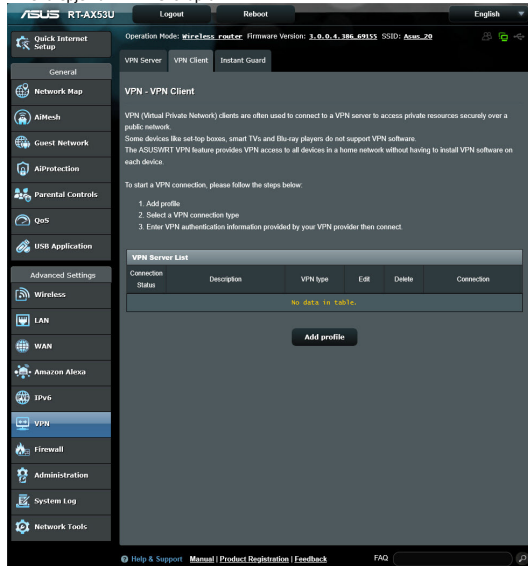 ASUS RT-AX53U Logout Reboot English
Quick Internet Setup
Operation Mode: Wireless router Firmware Version: 3.0.0.4.386_69155 SSID: Asus_20
VPN Server VPN Client Instant Guard
General
Network Map
AiMesh
Guest Network
AiProtection
Parental Controls
QoS
USB Application
Advanced Settings
Wireless
LAN
WAN
Amazon Alexa
IPv6
VPN
Firewall
Administration
System Log
Network Tools
VPN - VPN Client
VPN (Virtual Private Network) clients are often used to connect to a VPN server to access private resources securely over a
public network.
Some devices like set-top boxes, smart TVs and Blu-ray players do not support VPN software.
The ASUSWRT VPN feature provides VPN access to all devices in a home network without having to install VPN software on
each device.
To start a VPN connection, please follow the steps below:
1. Add profile
2. Select a VPN connection type
3. Enter VPN authentication information provided by your VPN provider then connect.
VPN Server List
Connection Status Description VPN type Edit Delete Connection
No data in table.
Add profile
Help & Support Manual | Product Registration | Feedback FAQ